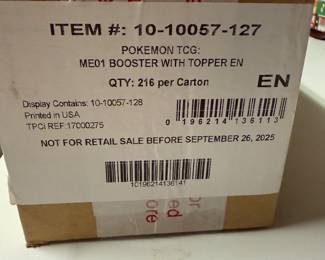 ITEM #: 10-10057-127
POKEMON TCG:
ME01 BOOSTER WITH TOPPER EN
QTY: 216 per Carton
EN
Display Contains: 10-10057-128
Printed in USA
TPCi REF:17000275
0 196214 136113
NOT FOR RETAIL SALE BEFORE SEPTEMBER 26, 2025
10196214136141
ed
ore